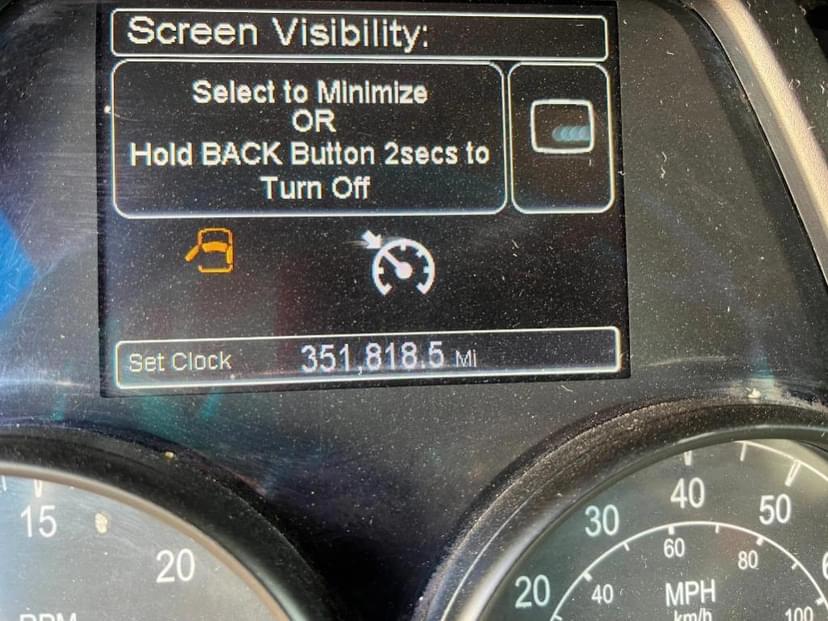 Screen Visibility:
Select to Minimize
OR
Hold BACK Button 2secs to
Turn Off
Set Clock 351,818.5 Mi
15
20
RPM
20
30
40
50
40
60
80
100
MPH
km/h